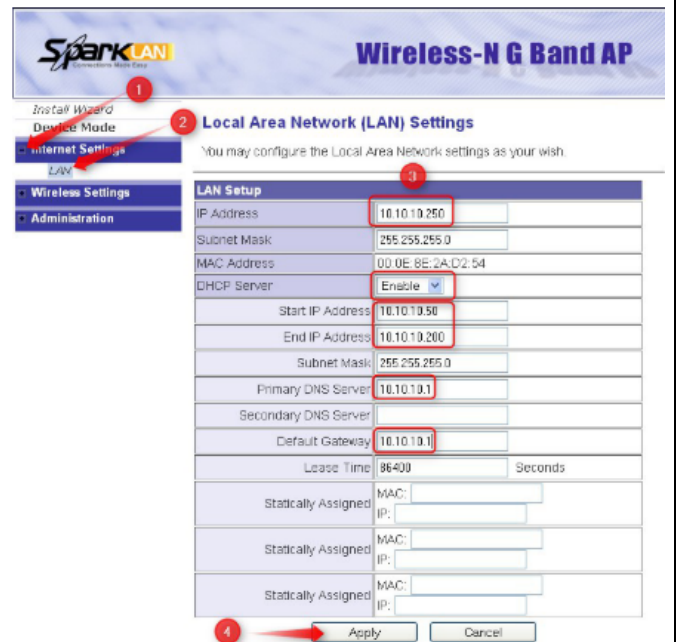 SparkLAN
Connections Made Easy
Wireless-N G Band AP
1
Install Wizard
Device Mode
Internet Settings
LAN
Wireless Settings
Administration
2
Local Area Network (LAN) Settings
You may configure the Local Area Network settings as your wish.
3
LAN Setup
IP Address 10.10.10.250
Subnet Mask 255.255.255.0
MAC Address 00:0E:8E:2A:D2:54
DHCP Server Enable
Start IP Address 10.10.10.50
End IP Address 10.10.10.200
Subnet Mask 255.255.255.0
Primary DNS Server 10.10.10.1
Secondary DNS Server
Default Gateway 10.10.10.1
Lease Time 86400 Seconds
Statically Assigned MAC:
IP:
Statically Assigned MAC:
IP:
Statically Assigned MAC:
IP:
4 Apply Cancel